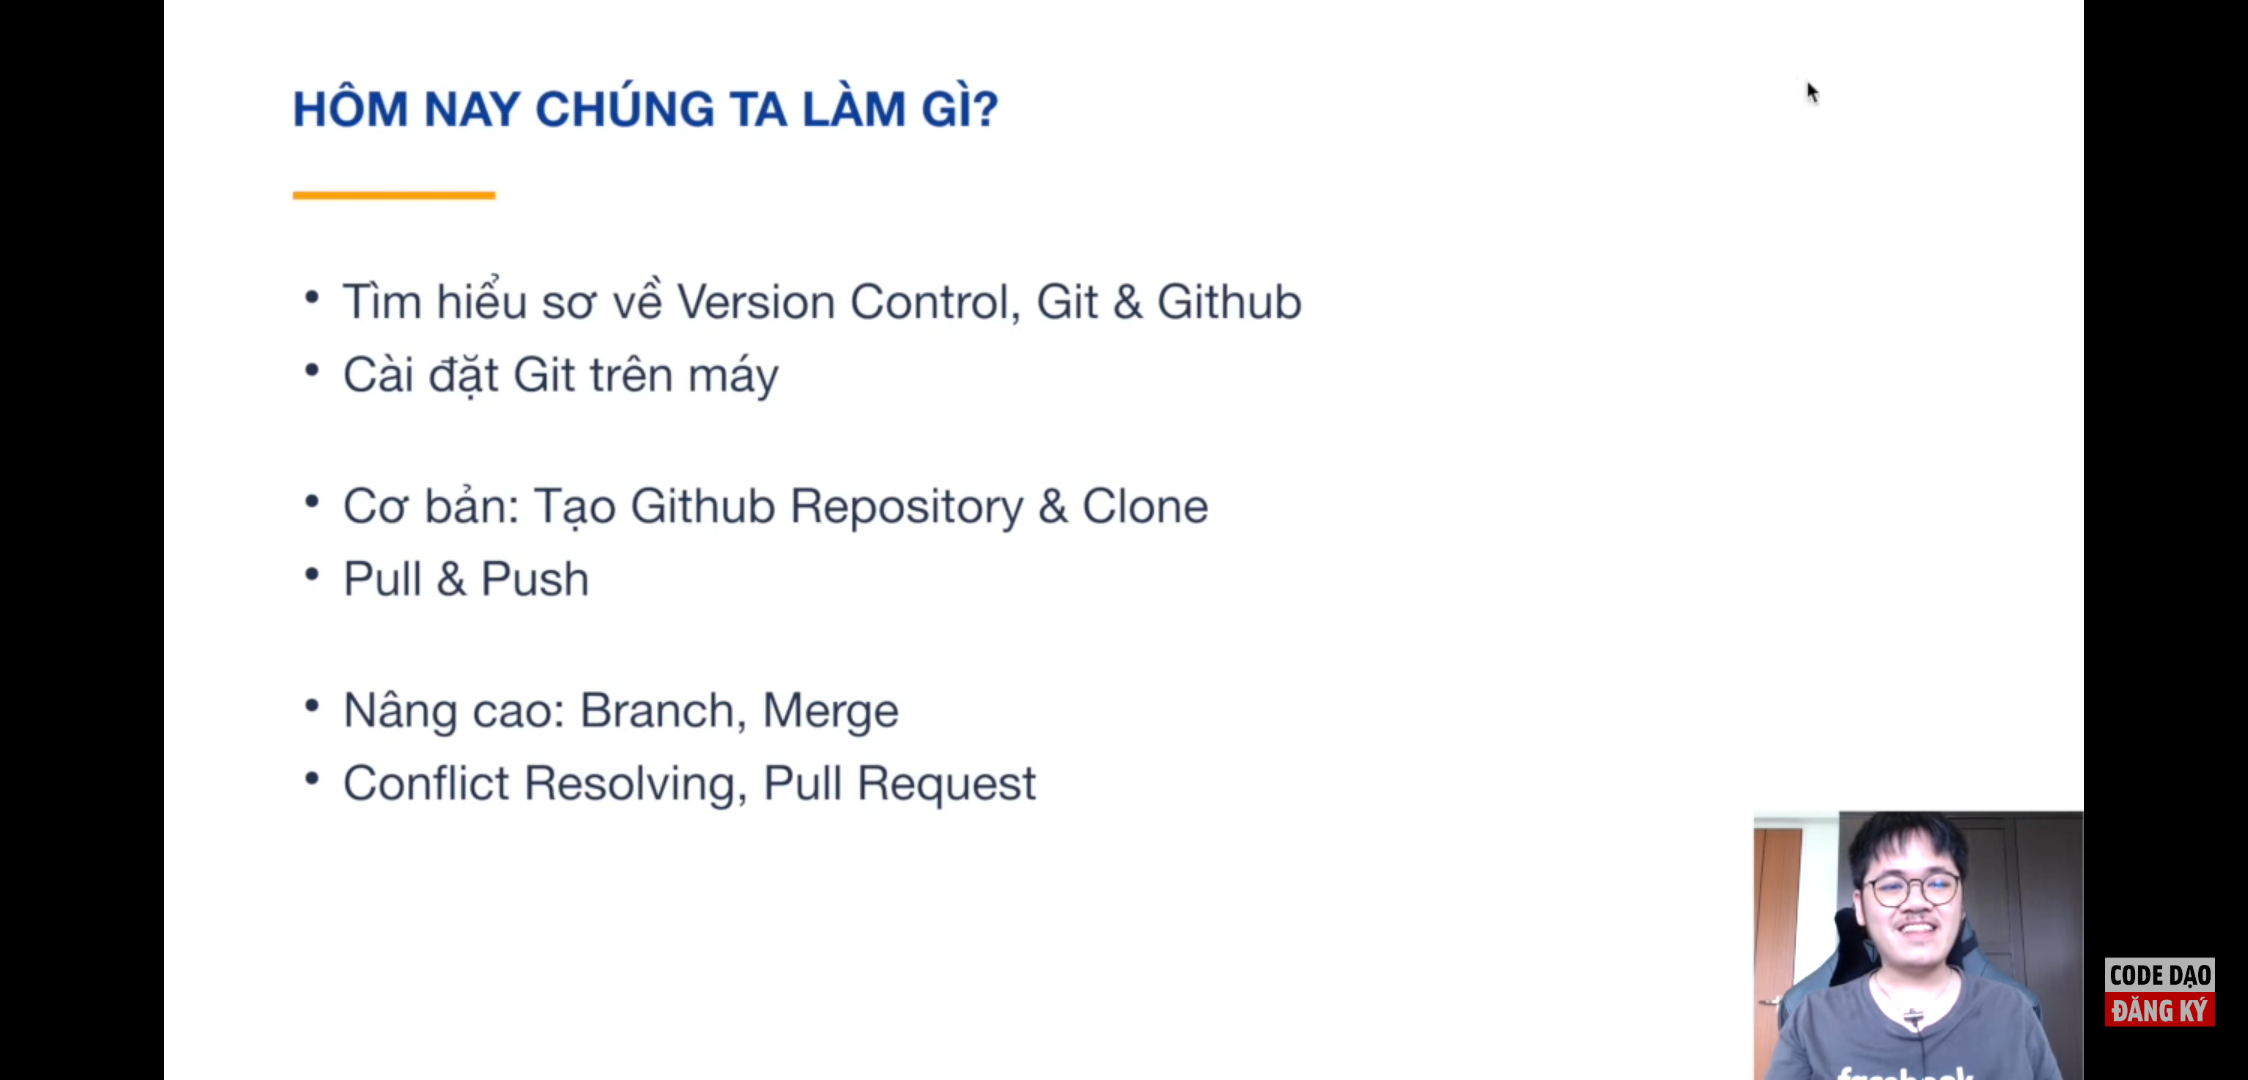 HÔM NAY CHÚNG TA LÀM GÌ?
• Tìm hiểu sơ về Version Control, Git & Github
• Cài đặt Git trên máy
• Cơ bản: Tạo Github Repository & Clone
• Pull & Push
• Nâng cao: Branch, Merge
• Conflict Resolving, Pull Request
facebook
CODE DẠO
ĐĂNG KÝ